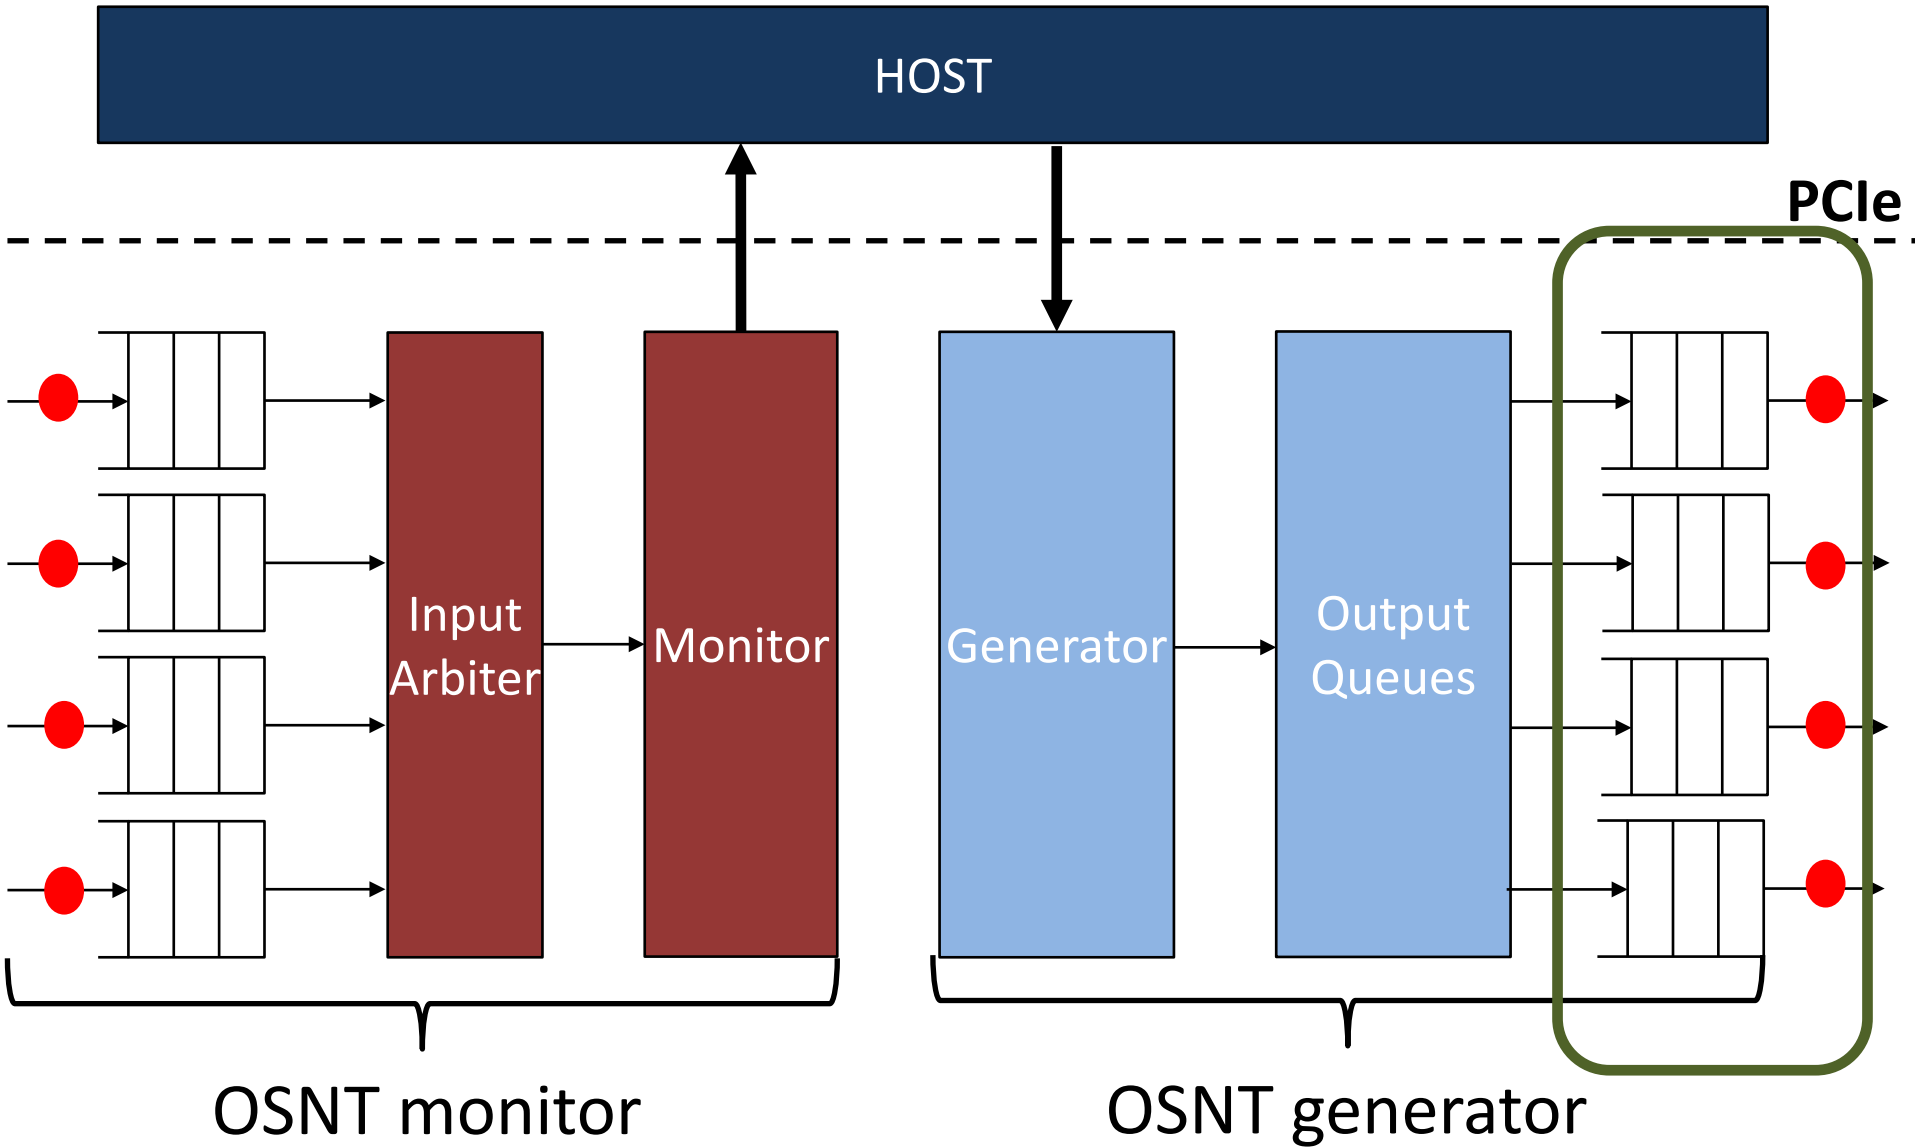 HOST
PCIe
Input
Arbiter
Monitor
Generator
Output
Queues
OSNT monitor
OSNT generator